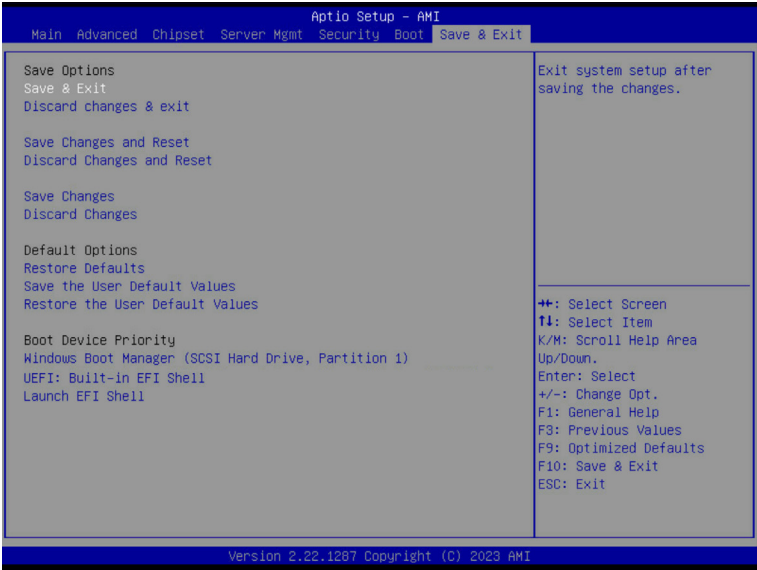 Aptio Setup – AMI
Main Advanced Chipset Server Mgmt Security Boot Save & Exit
Save Options
Save & Exit
Discard changes & exit
Save Changes and Reset
Discard Changes and Reset
Save Changes
Discard Changes
Default Options
Restore Defaults
Save the User Default Values
Restore the User Default Values
Boot Device Priority
Windows Boot Manager (SCSI Hard Drive, Partition 1)
UEFI: Built-in EFI Shell
Launch EFI Shell
Exit system setup after
saving the changes.
→←: Select Screen
↑↓: Select Item
K/M: Scroll Help Area
Up/Down.
Enter: Select
+/-: Change Opt.
F1: General Help
F3: Previous Values
F9: Optimized Defaults
F10: Save & Exit
ESC: Exit
Version 2.22.1287 Copyright (C) 2023 AMI